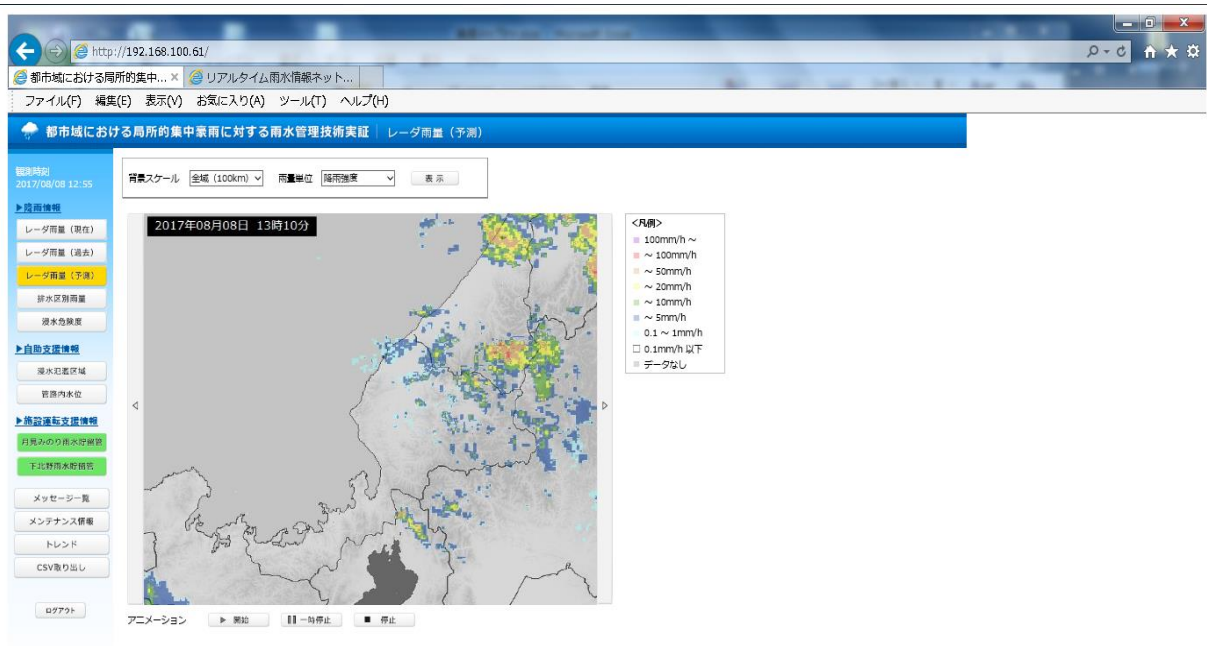 http://192.168.100.61/
都市域における局所的集中... ×
リアルタイム雨水情報ネット...
ファイル(F) 編集(E) 表示(V) お気に入り(A) ツール(T) ヘルプ(H)
都市域における局所的集中豪雨に対する雨水管理技術実証 | レーダ雨量（予測）
観測時刻
2017/08/08 12:55
背景スケール 全域（100km） 雨量単位 降雨強度 表示
▶降雨情報
レーダ雨量（現在）
レーダ雨量（過去）
レーダ雨量（予測）
排水区別雨量
浸水危険度
▶自助支援情報
浸水氾濫区域
管路内水位
▶施設運転支援情報
月見みのり雨水貯留管
下北野雨水貯留管
メッセージ一覧
メンテナンス情報
トレンド
CSV取り出し
ログアウト
2017年08月08日 13時10分
<凡例>
100mm/h ～
～ 100mm/h
～ 50mm/h
～ 20mm/h
～ 10mm/h
～ 5mm/h
0.1 ～ 1mm/h
0.1mm/h 以下
データなし
アニメーション ▶ 開始 一時停止 ■ 停止